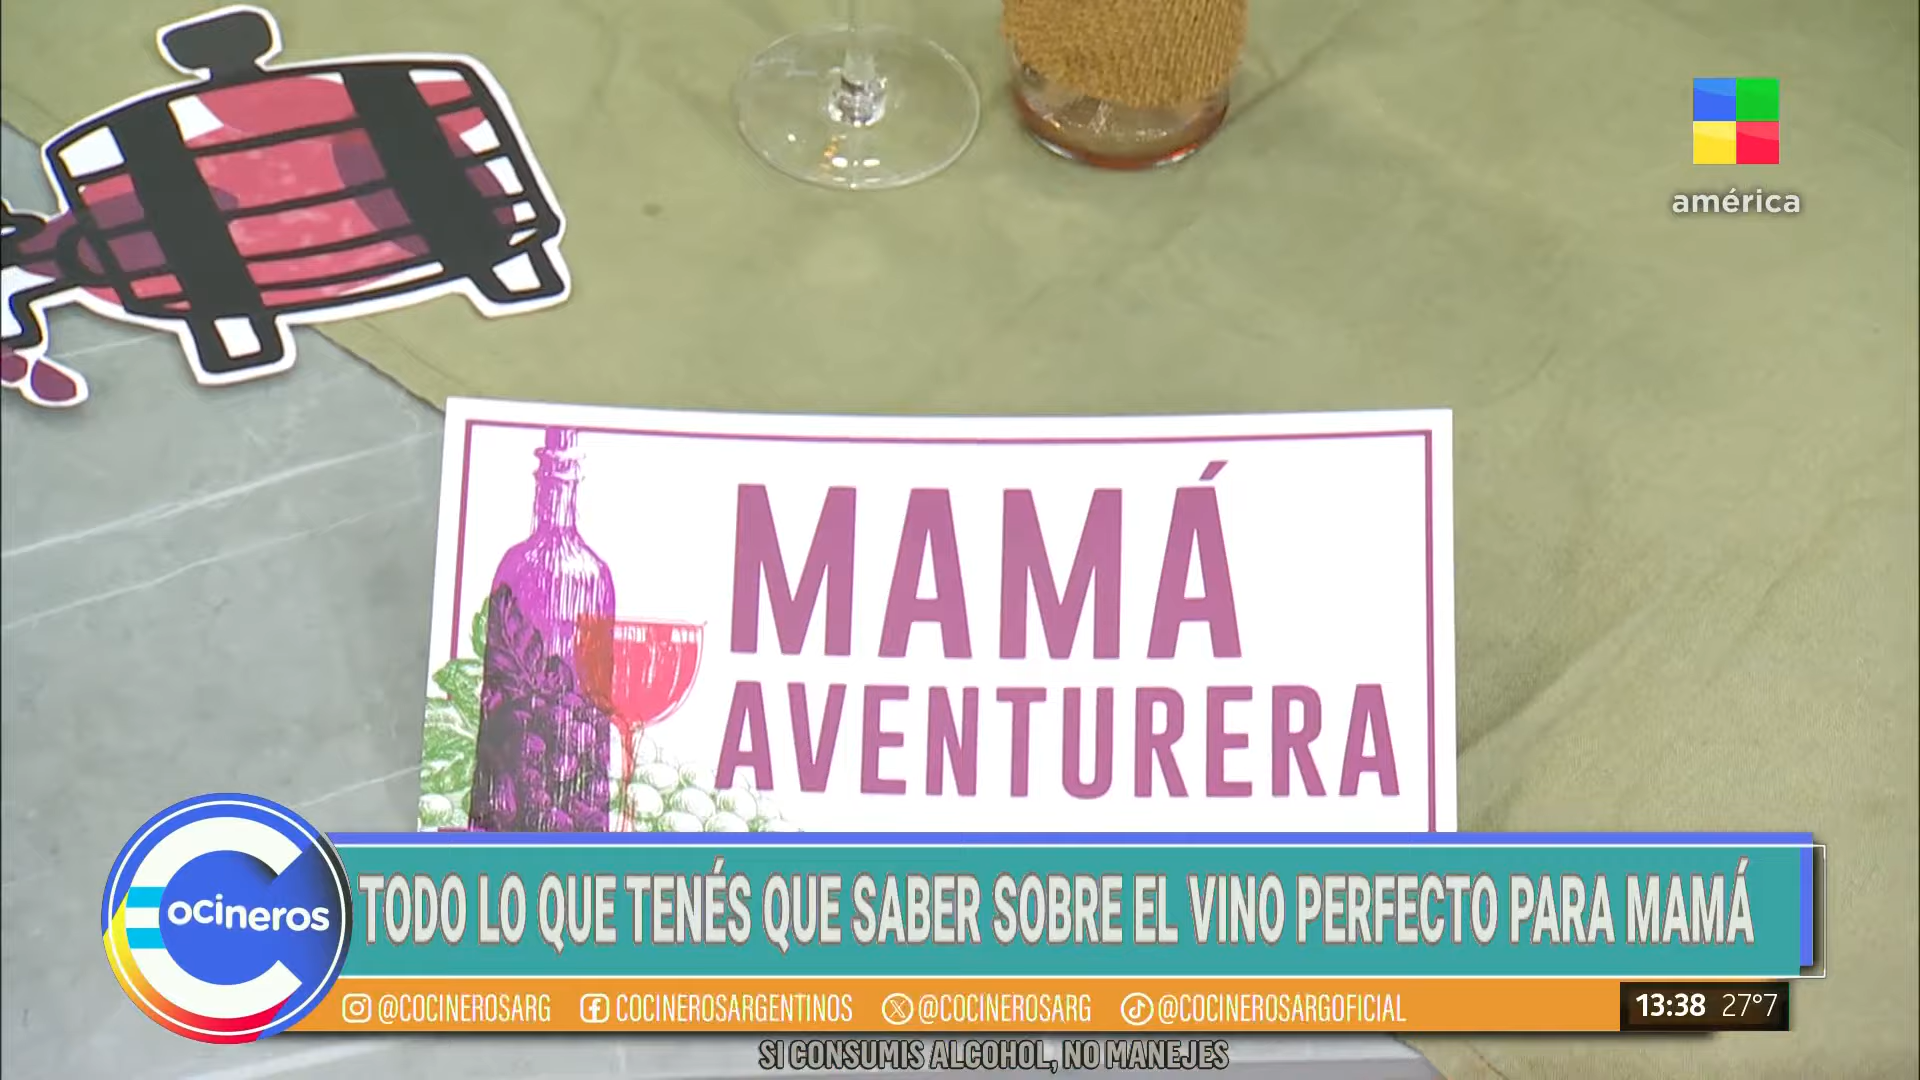 américa
MAMÁ
AVENTURERA
ocineros
TODO LO QUE TENÉS QUE SABER SOBRE EL VINO PERFECTO PARA MAMÁ
@COCINEROSARG COCINEROSARGENTINOS @COCINEROSARG @COCINEROSARGOFICIAL
13:38 27°7
SI CONSUMIS ALCOHOL, NO MANEJES